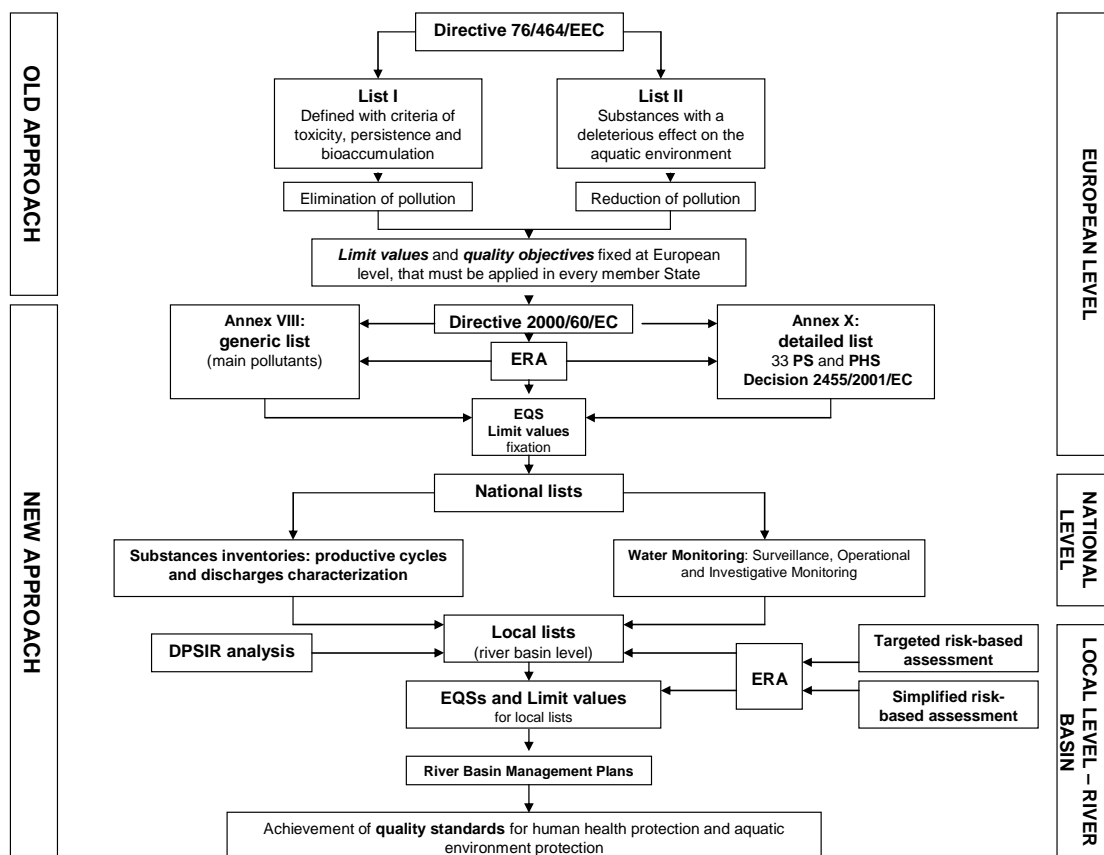 OLD APPROACH
Directive 76/464/EEC
EUROPEAN LEVEL
List I
Defined with criteria of
toxicity, persistence and
bioaccumulation
List II
Substances with a
deleterious effect on the
aquatic environment
Elimination of pollution
Reduction of pollution
Limit values and quality objectives fixed at European
level, that must be applied in every member State
NEW APPROACH
Annex VIII:
generic list
(main pollutants)
Directive 2000/60/EC
ERA
Annex X:
detailed list
33 PS and PHS
Decision 2455/2001/EC
EQS
Limit values
fixation
National lists
NATIONAL
LEVEL
Substances inventories: productive cycles
and discharges characterization
Water Monitoring: Surveillance, Operational
and Investigative Monitoring
DPSIR analysis
Local lists
(river basin level)
ERA
Targeted risk-based
assessment
Simplified risk-
based assessment
LOCAL LEVEL – RIVER
BASIN
EQSs and Limit values
for local lists
River Basin Management Plans
Achievement of quality standards for human health protection and aquatic
environment protection